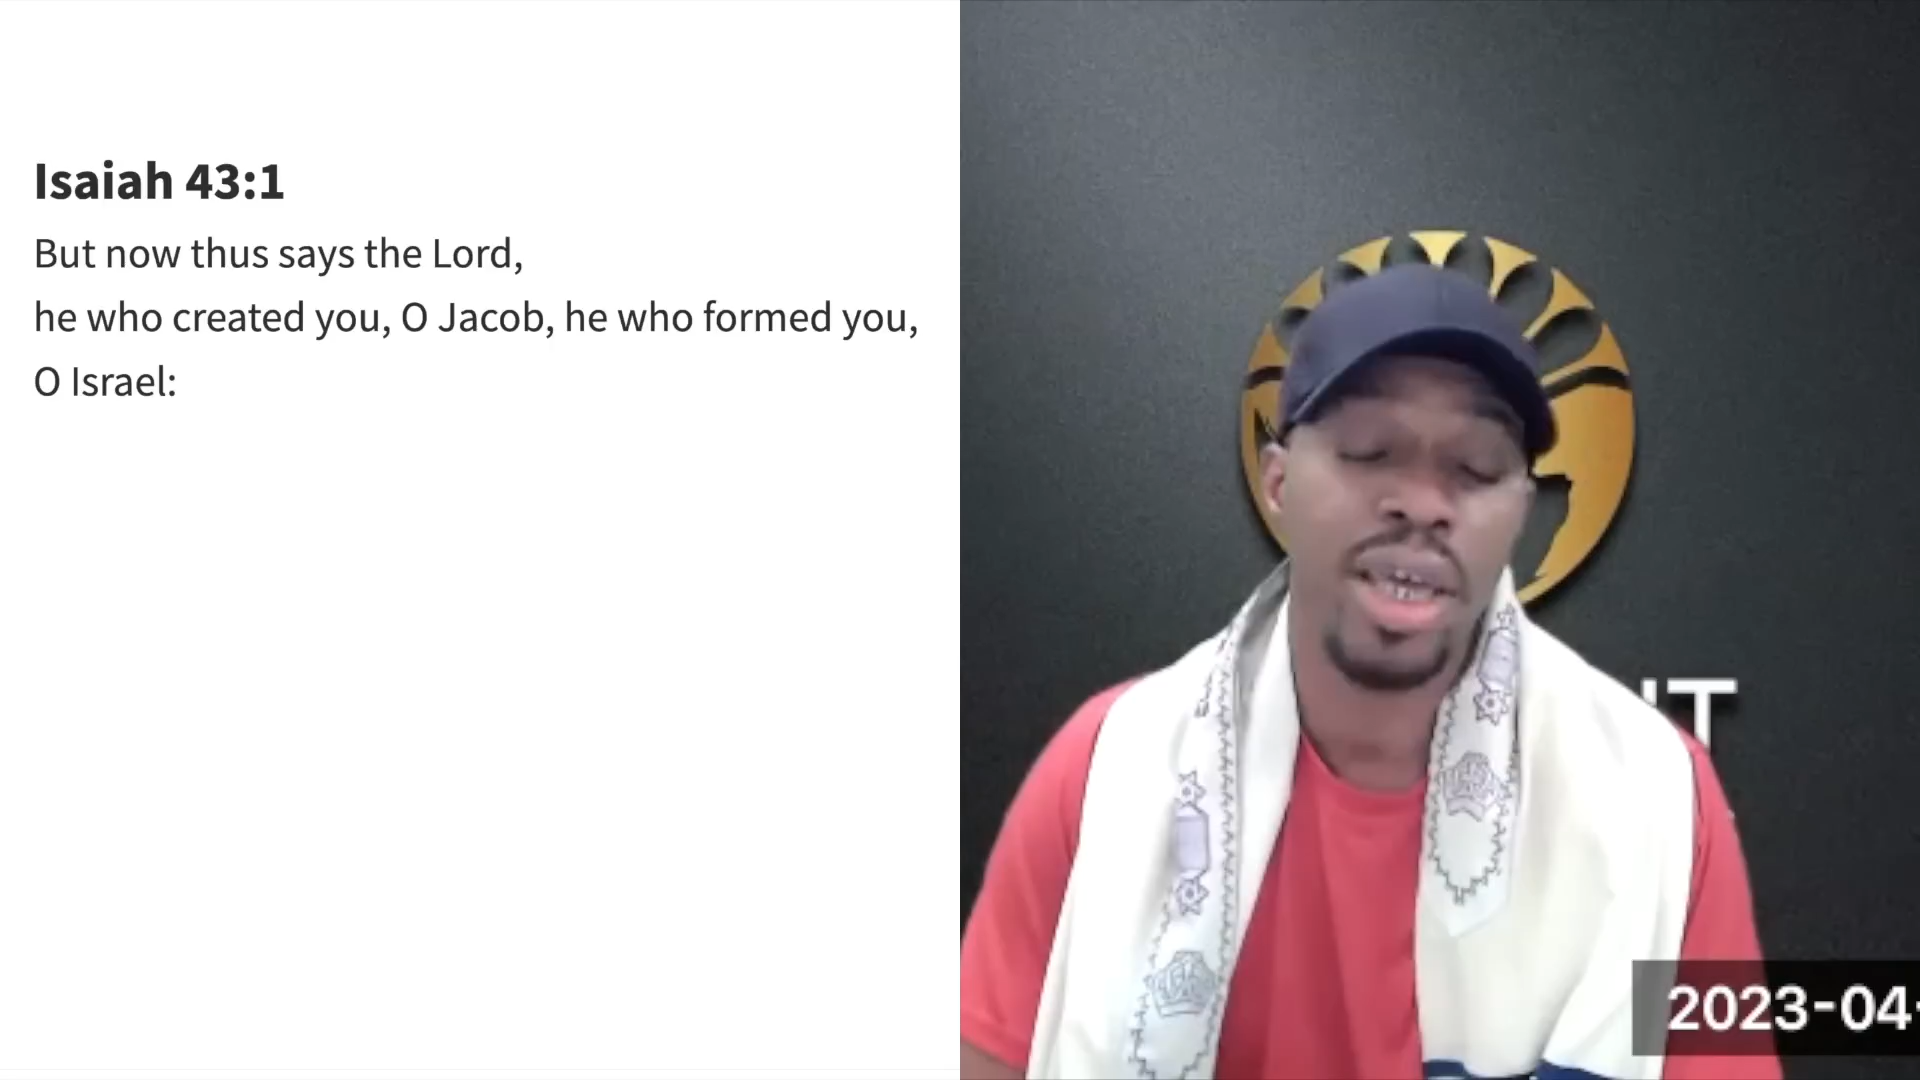 Isaiah 43:1
But now thus says the Lord,
he who created you, O Jacob, he who formed you,
O Israel:
2023-04-